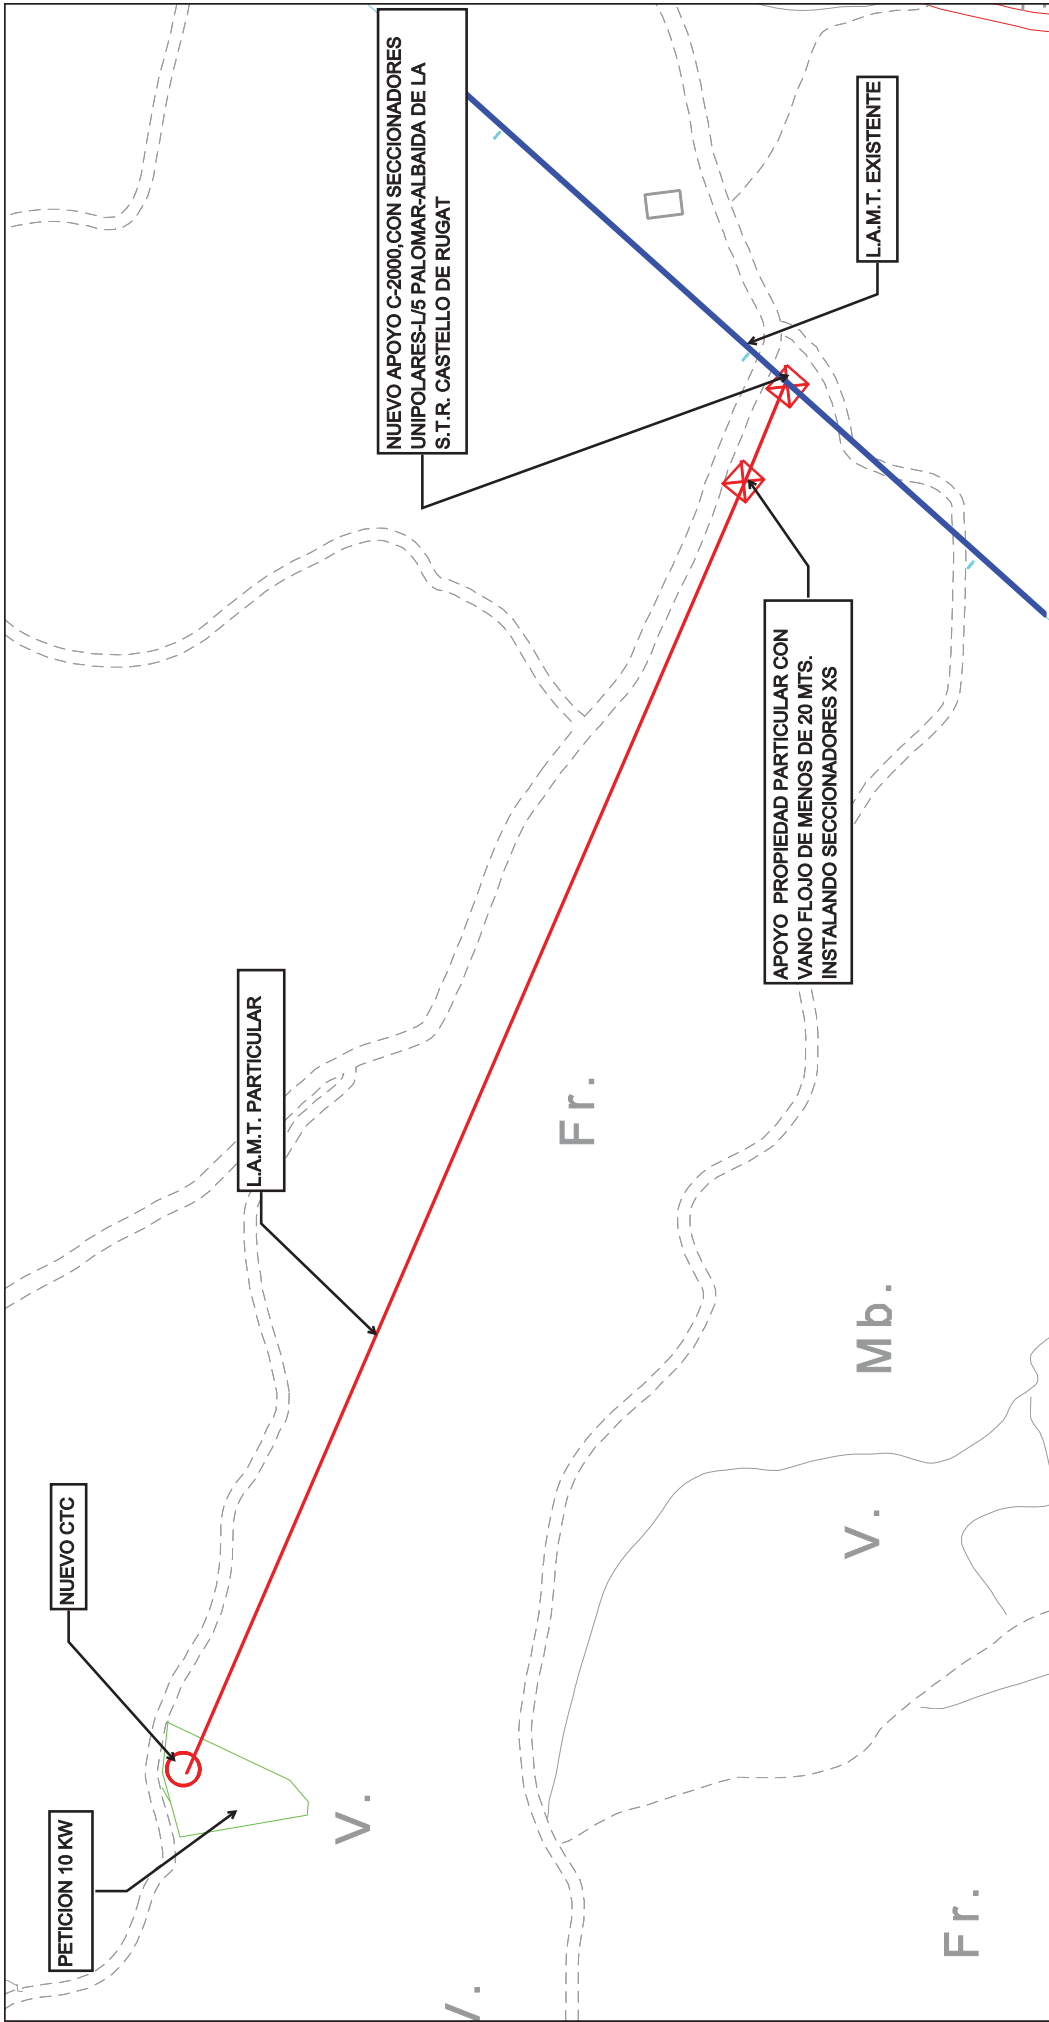 PETICION 10 KW
NUEVO CTC
L.A.M.T. PARTICULAR
NUEVO APOYO C-2000,CON SECCIONADORES
UNIPOLARES-L/5 PALOMAR-ALBAIDA DE LA
S.T.R. CASTELLO DE RUGAT
L.A.M.T. EXISTENTE
APOYO PROPIEDAD PARTICULAR CON
VANO FLOJO DE MENOS DE 20 MTS.
INSTALANDO SECCIONADORES XS
V.
Fr.
Mb.
V.
Fr.